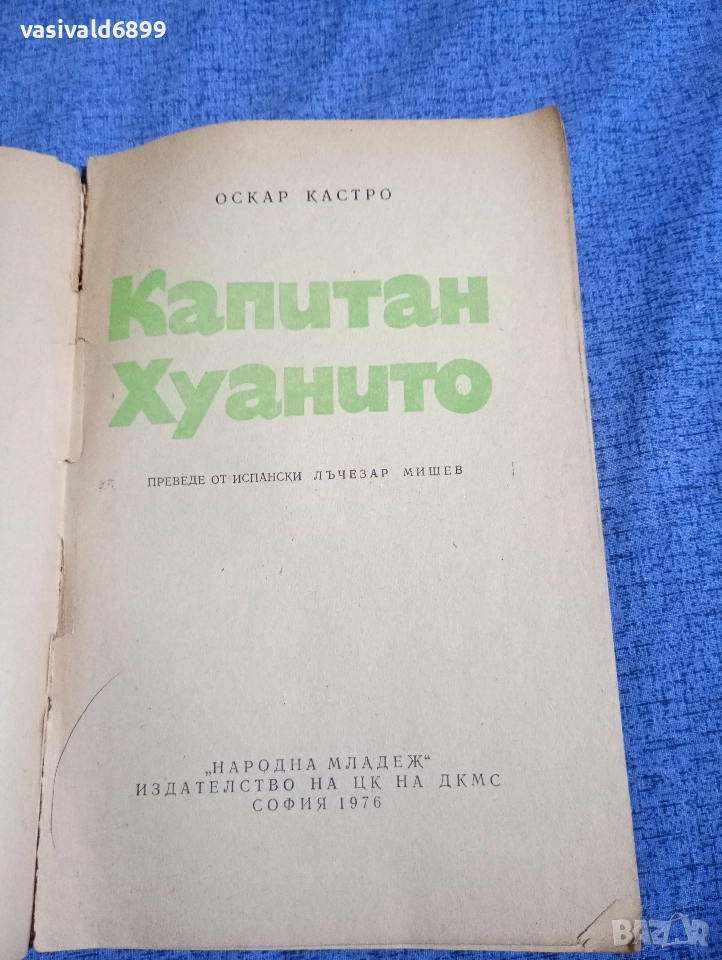 vasivald6899
ОСКАР КАСТРО
Капитан
Хуанито
ПРЕВЕДЕ ОТ ИСПАНСКИ ЛЪЧЕЗАР МИШЕВ
„НАРОДНА МЛАДЕЖ“
ИЗДАТЕЛСТВО НА ЦК НА ДКМС
СОФИЯ 1976
BAZAR